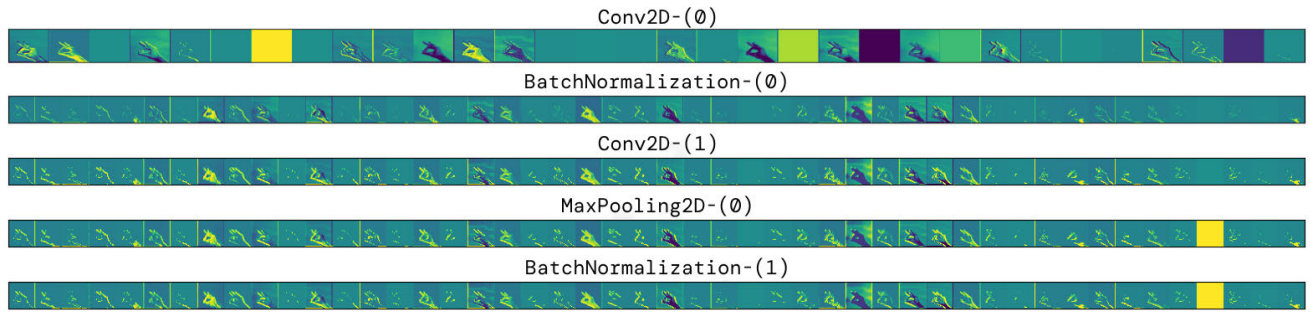 Conv2D-(0)
BatchNormalization-(0)
Conv2D-(1)
MaxPooling2D-(0)
BatchNormalization-(1)